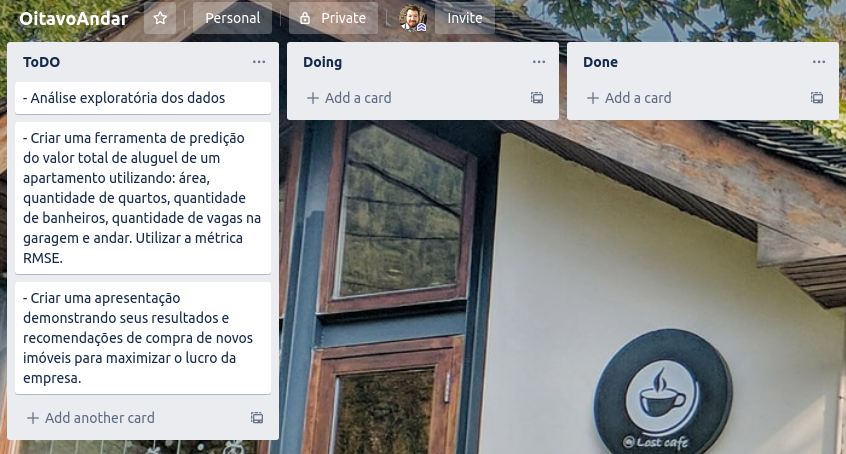 OitavoAndar Personal Private Invite
ToDO
- Análise exploratória dos dados
- Criar uma ferramenta de predição
do valor total de aluguel de um
apartamento utilizando: área,
quantidade de quartos, quantidade
de banheiros, quantidade de vagas na
garagem e andar. Utilizar a métrica
RMSE.
- Criar uma apresentação
demonstrando seus resultados e
recomendações de compra de novos
imóveis para maximizar o lucro da
empresa.
Add another card
Doing
Add a card
Done
Add a card
@ Lost cafe